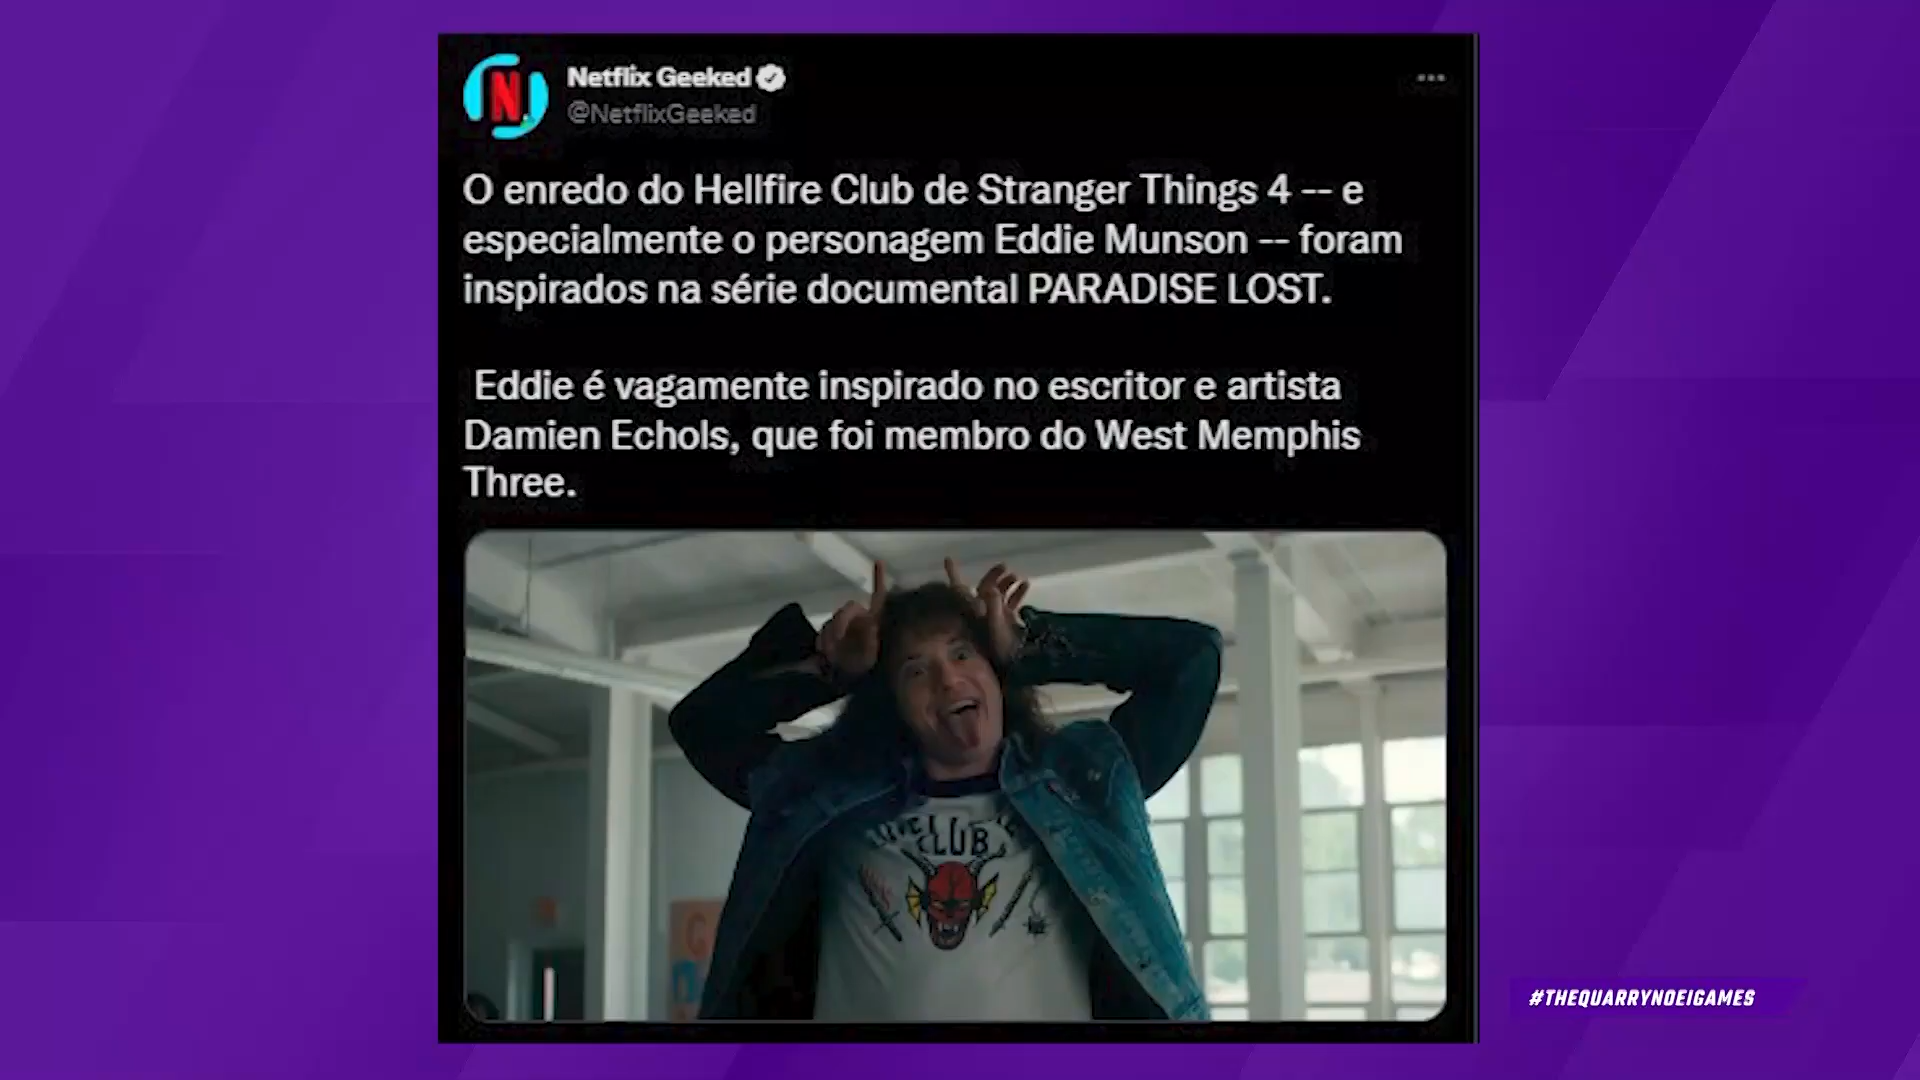 Netflix Geeked
@NetflixGeeked
O enredo do Hellfire Club de Stranger Things 4 -- e
especialmente o personagem Eddie Munson -- foram
inspirados na série documental PARADISE LOST.
Eddie é vagamente inspirado no escritor e artista
Damien Echols, que foi membro do West Memphis
Three.
CLUB
#THEQUARRYNOEIGAMES